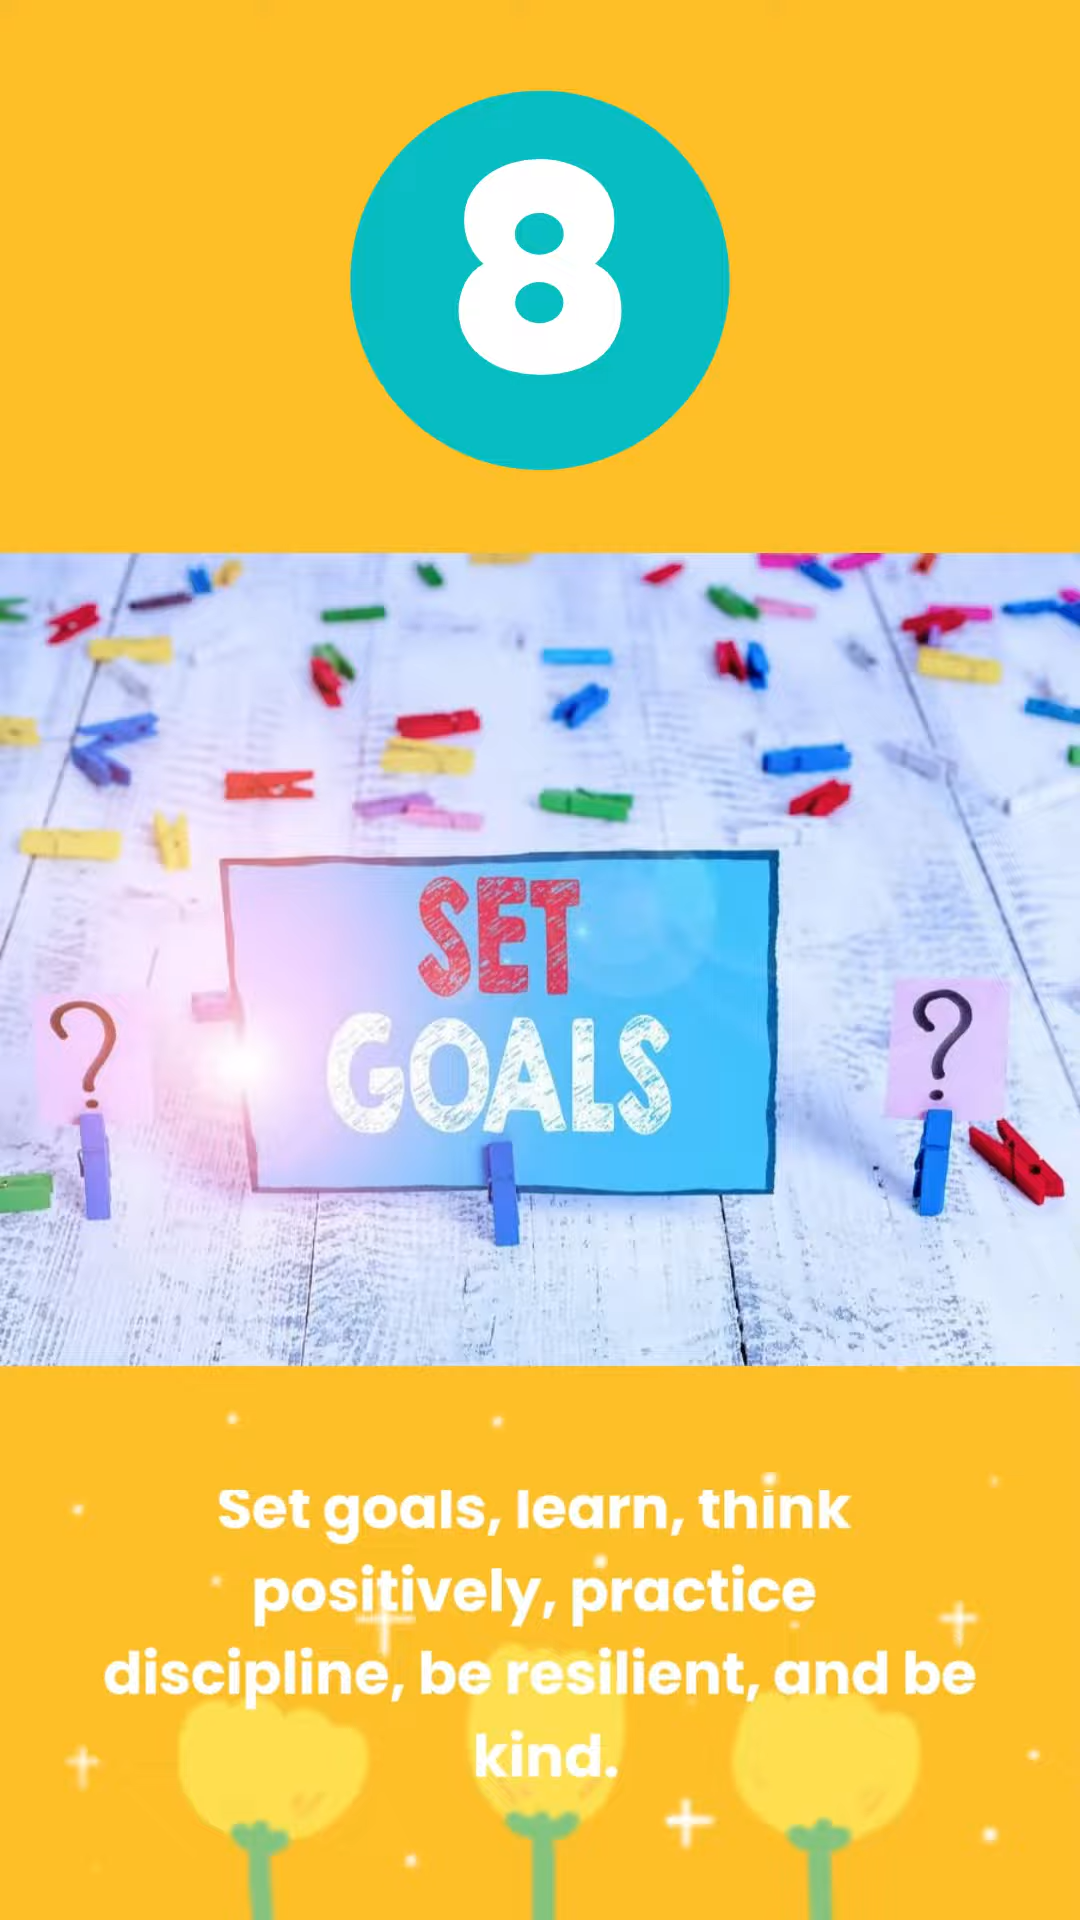 8
SET
GOALS
?
?
Set goals, learn, think
positively, practice
discipline, be resilient, and be
kind.